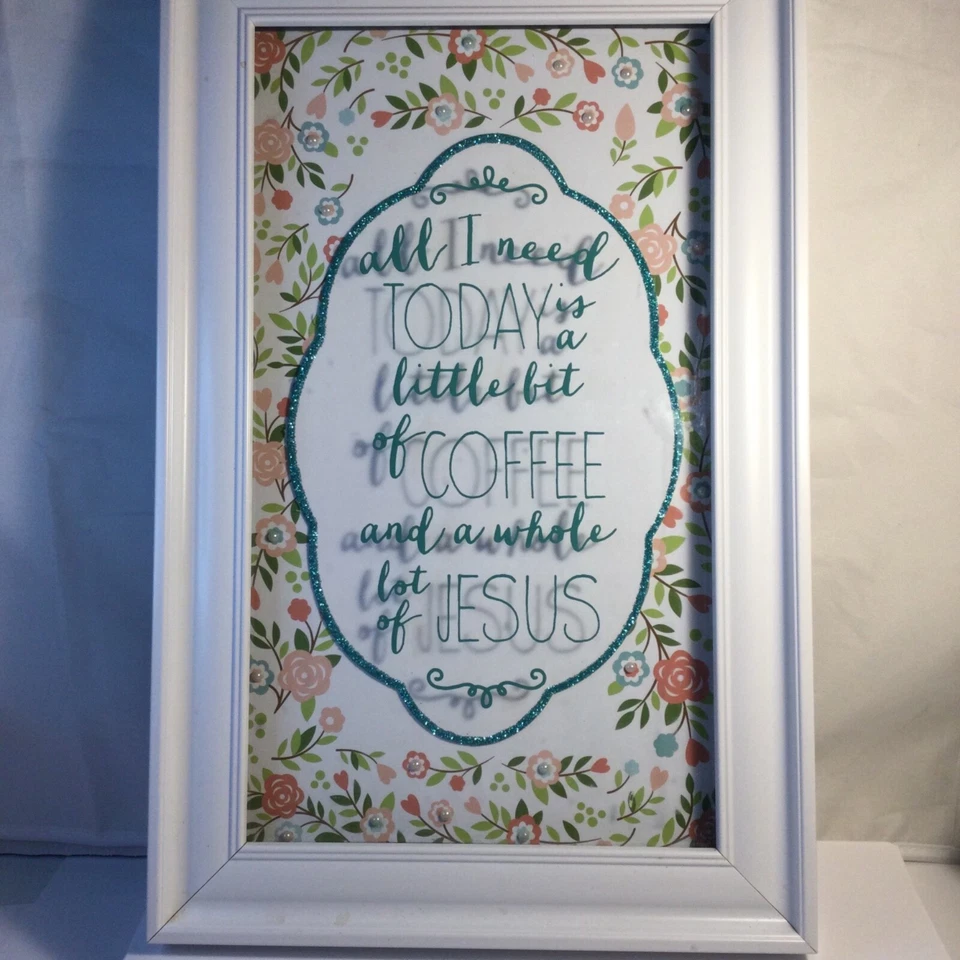 all I need
TODAY is a
little bit
of COFFEE
and a whole
lot of JESUS